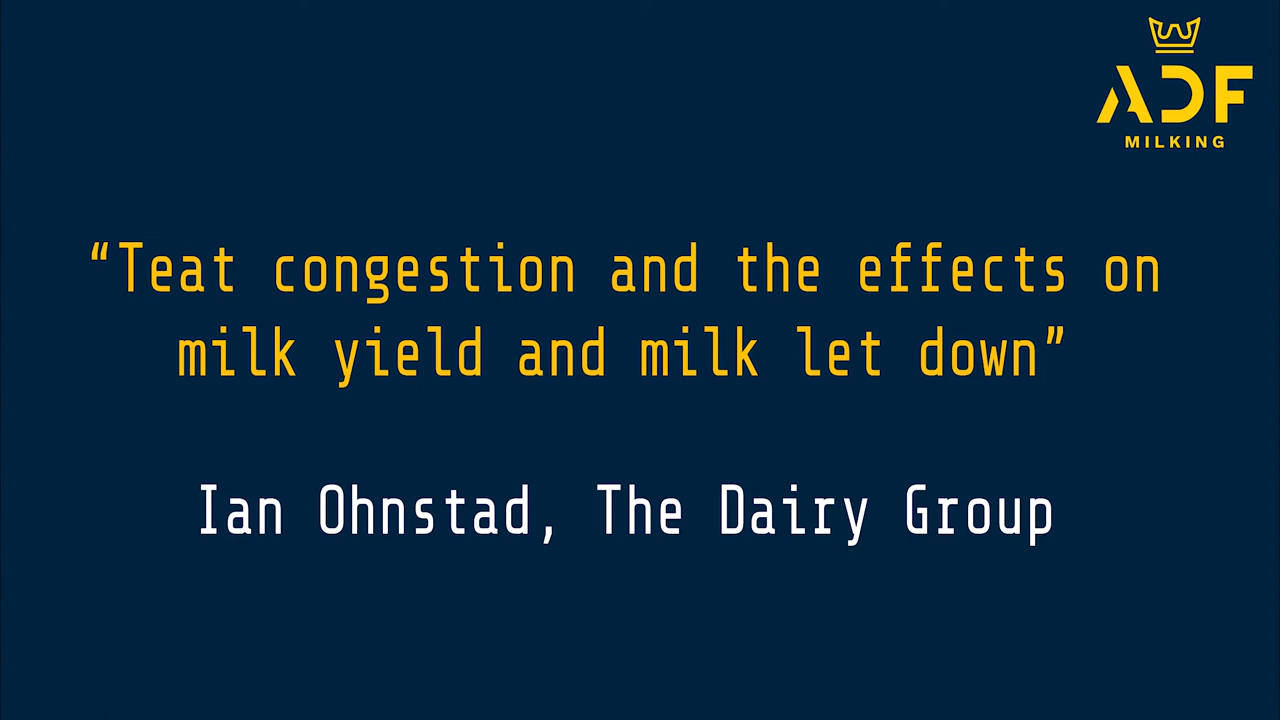 ADF
MILKING
“Teat congestion and the effects on
milk yield and milk let down”
Ian Ohnstad, The Dairy Group